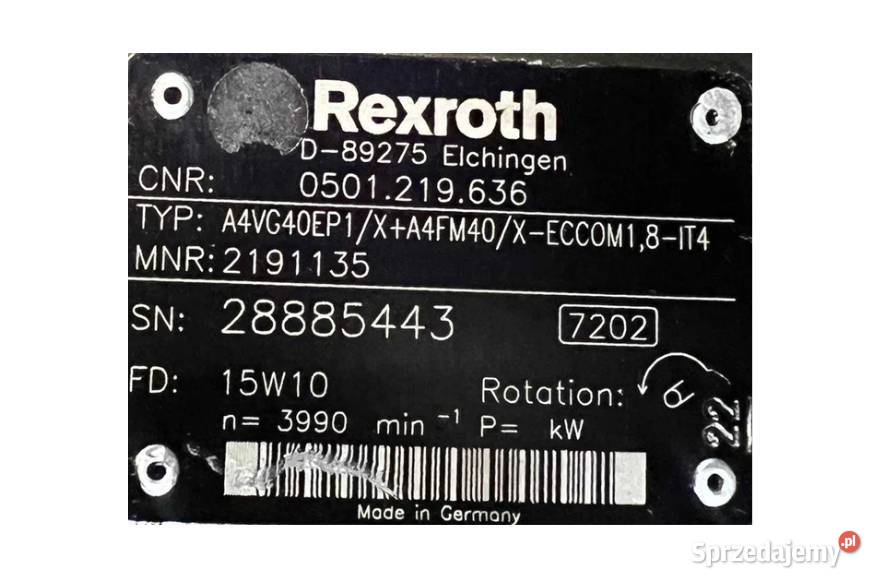 Rexroth
D-89275 Elchingen
CNR: 0501.219.636
TYP: A4VG40EP1/X+A4FM40/X-ECCOM1,8-IT4
MNR: 2191135
SN: 28885443 7202
FD: 15W10 Rotation:
n= 3990 min -1 P= kW
Made in Germany
Sprzedajemy.pl